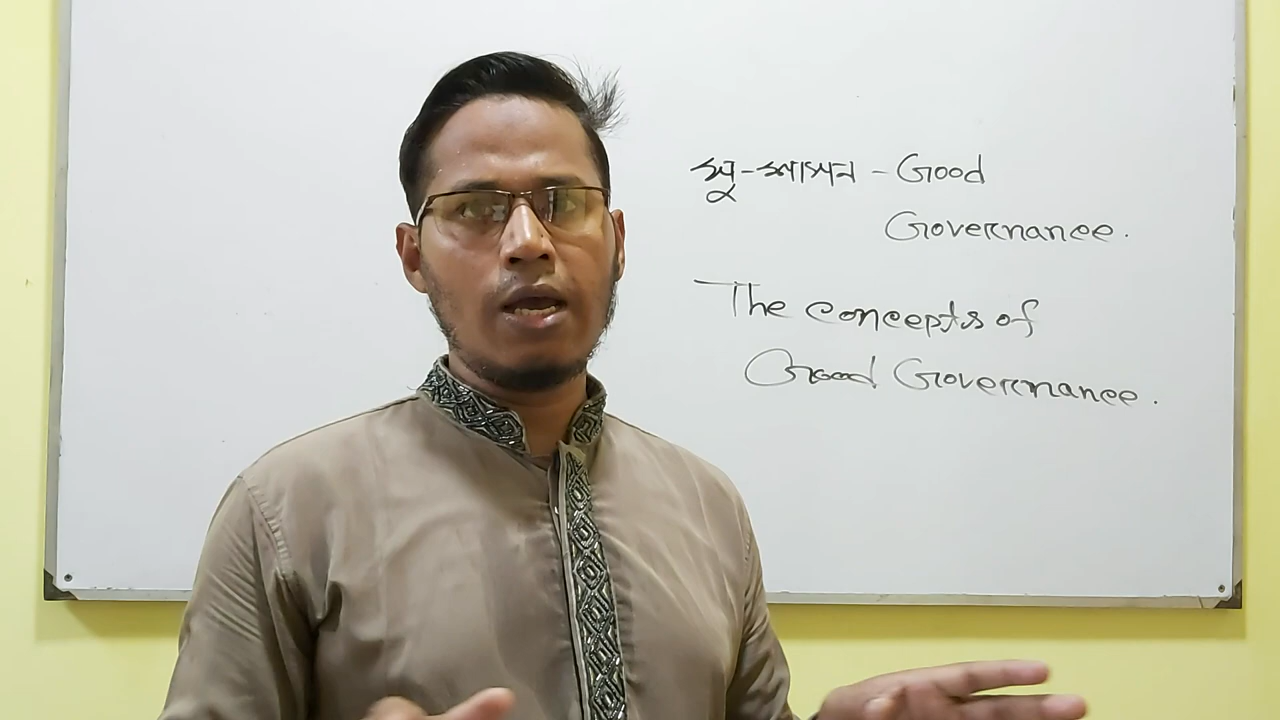 সু-শাসন - Good
Governance.
The concepts of
Good Governance.